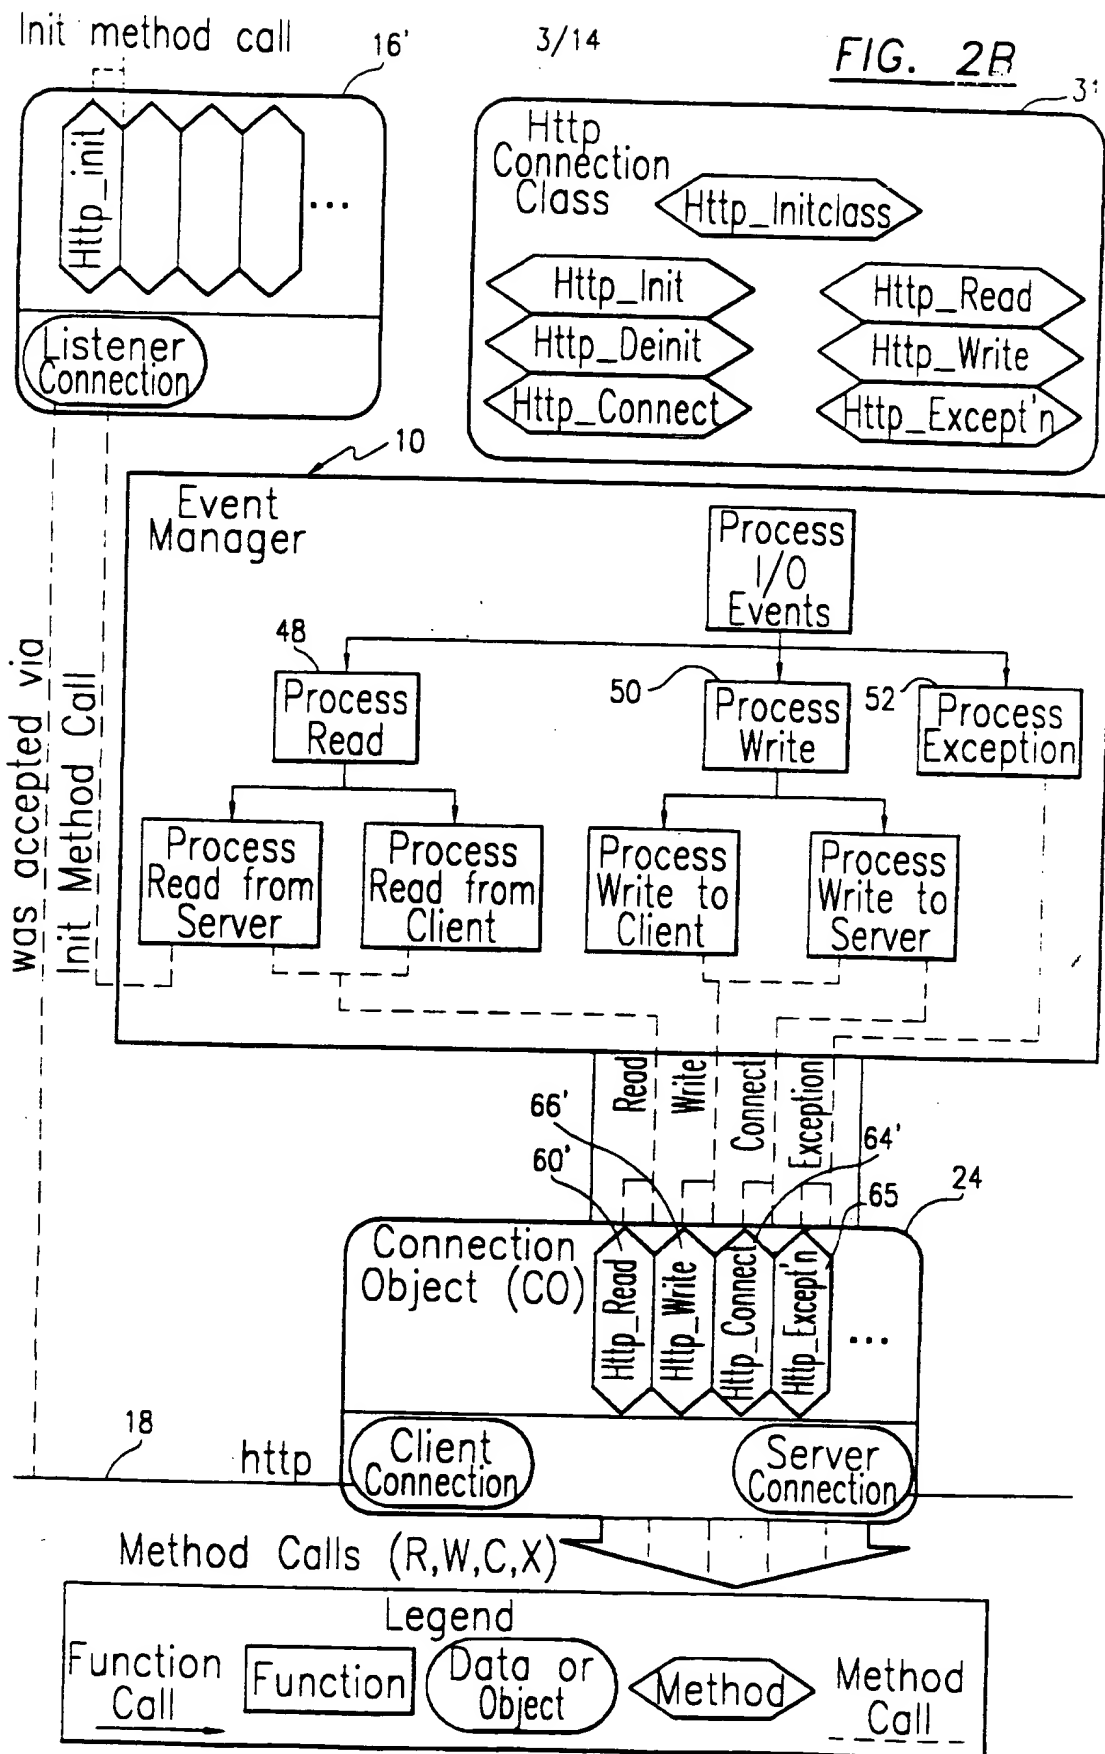 Init method call
16'
3/14
FIG. 2B
Http_init
...
Listener
Connection
Http
Connection
Class
Http_Initclass
Http_Init
Http_Deinit
Http_Connect
Http_Read
Http_Write
Http_Except'n
10
Event
Manager
Process
I/O
Events
48
Process
Read
50
Process
Write
52
Process
Exception
Process
Read from
Server
Process
Read from
Client
Process
Write to
Client
Process
Write to
Server
was accepted via
Init Method Call
Read
Write
Connect
Exception
66'
60'
64'
65
24
Connection
Object (CO)
Http_Read
Http_Write
Http_Connect
Http_Except'n
...
18
http
Client
Connection
Server
Connection
Method Calls (R,W,C,X)
Legend
Function
Call
Function
Data or
Object
Method
Method
Call